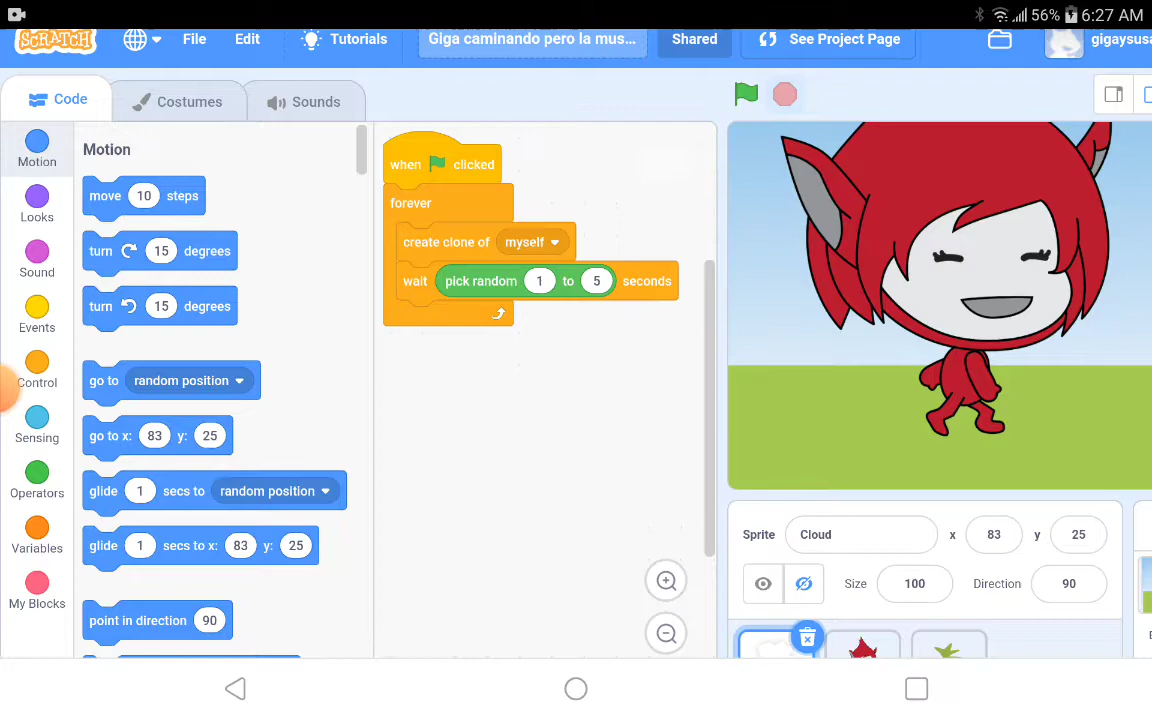 56% 6:27 AM
SCRATCH File Edit Tutorials Giga caminando pero la mus... Shared See Project Page gigaysusa
Code Costumes Sounds
Motion
Looks
Sound
Events
Control
Sensing
Operators
Variables
My Blocks
Motion
move 10 steps
turn 15 degrees
turn 15 degrees
go to random position
go to x: 83 y: 25
glide 1 secs to random position
glide 1 secs to x: 83 y: 25
point in direction 90
when clicked
forever
create clone of myself
wait pick random 1 to 5 seconds
Sprite Cloud x 83 y 25
Size 100 Direction 90